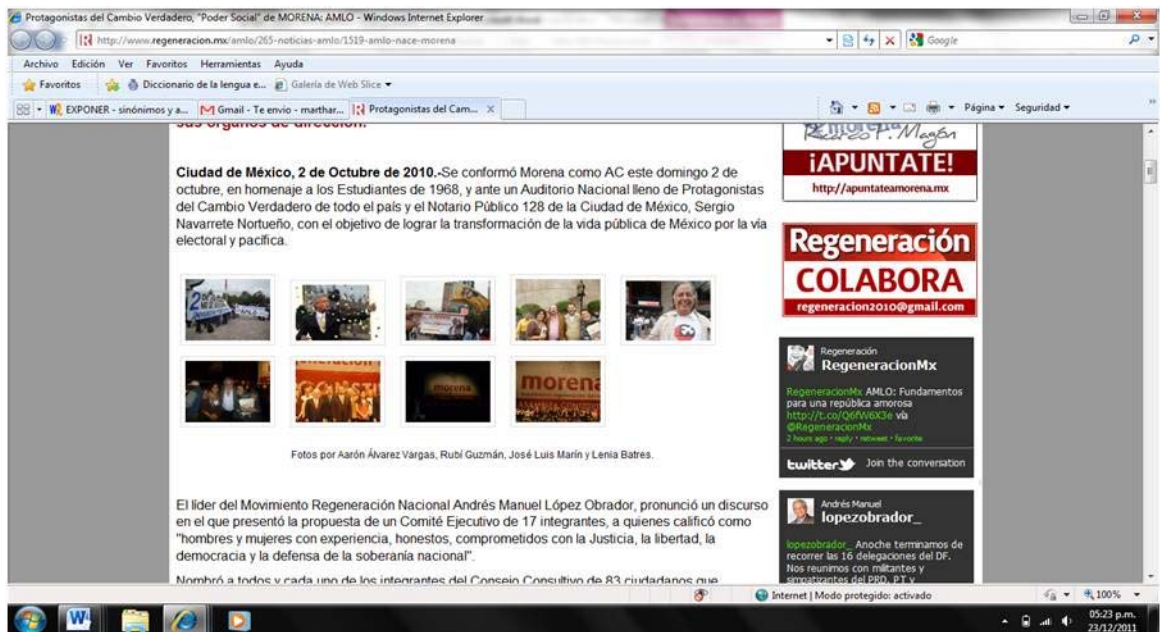 Protagonistas del Cambio Verdadero, "Poder Social" de MORENA: AMLO - Windows Internet Explorer
http://www.regeneracion.mx/amlo/265-noticias-amlo/1519-amlo-nace-morena
Google
Archivo Edición Ver Favoritos Herramientas Ayuda
Favoritos Diccionario de la lengua e... Galería de Web Slice
EXPONER - sinónimos y a... Gmail - Te envio - marthar... Protagonistas del Cam... X
Página Seguridad
sus órganos de dirección.
Ciudad de México, 2 de Octubre de 2010.-Se conformó Morena como AC este domingo 2 de
octubre, en homenaje a los Estudiantes de 1968, y ante un Auditorio Nacional lleno de Protagonistas
del Cambio Verdadero de todo el país y el Notario Público 128 de la Ciudad de México, Sergio
Navarrete Nortueño, con el objetivo de lograr la transformación de la vida pública de México por la vía
electoral y pacífica.
morena
morena
Fotos por Aarón Álvarez Vargas, Rubí Guzmán, José Luis Marín y Lenia Batres.
El líder del Movimiento Regeneración Nacional Andrés Manuel López Obrador, pronunció un discurso
en el que presentó la propuesta de un Comité Ejecutivo de 17 integrantes, a quienes calificó como
"hombres y mujeres con experiencia, honestos, comprometidos con la Justicia, la libertad, la
democracia y la defensa de la soberanía nacional".
Nombró a todos y cada uno de los integrantes del Consejo Consultivo de 83 ciudadanos que
morena
Ricardo F. Magón
¡APUNTATE!
http://apuntateamorena.mx
Regeneración
COLABORA
regeneracion2010@gmail.com
Regeneración
RegeneracionMx
RegeneracionMx AMLO: Fundamentos
para una república amorosa
http://t.co/Q6fW6X3e vía
@RegeneracionMx
2 hours ago • reply • retweet • favorite
twitter Join the conversation
Andrés Manuel
lopezobrador_
lopezobrador_ Anoche terminamos de
recorrer las 16 delegaciones del DF.
Nos reunimos con militantes y
simpatizantes del PRD, PT y
Internet | Modo protegido: activado
100%
05:23 p.m.
23/12/2011